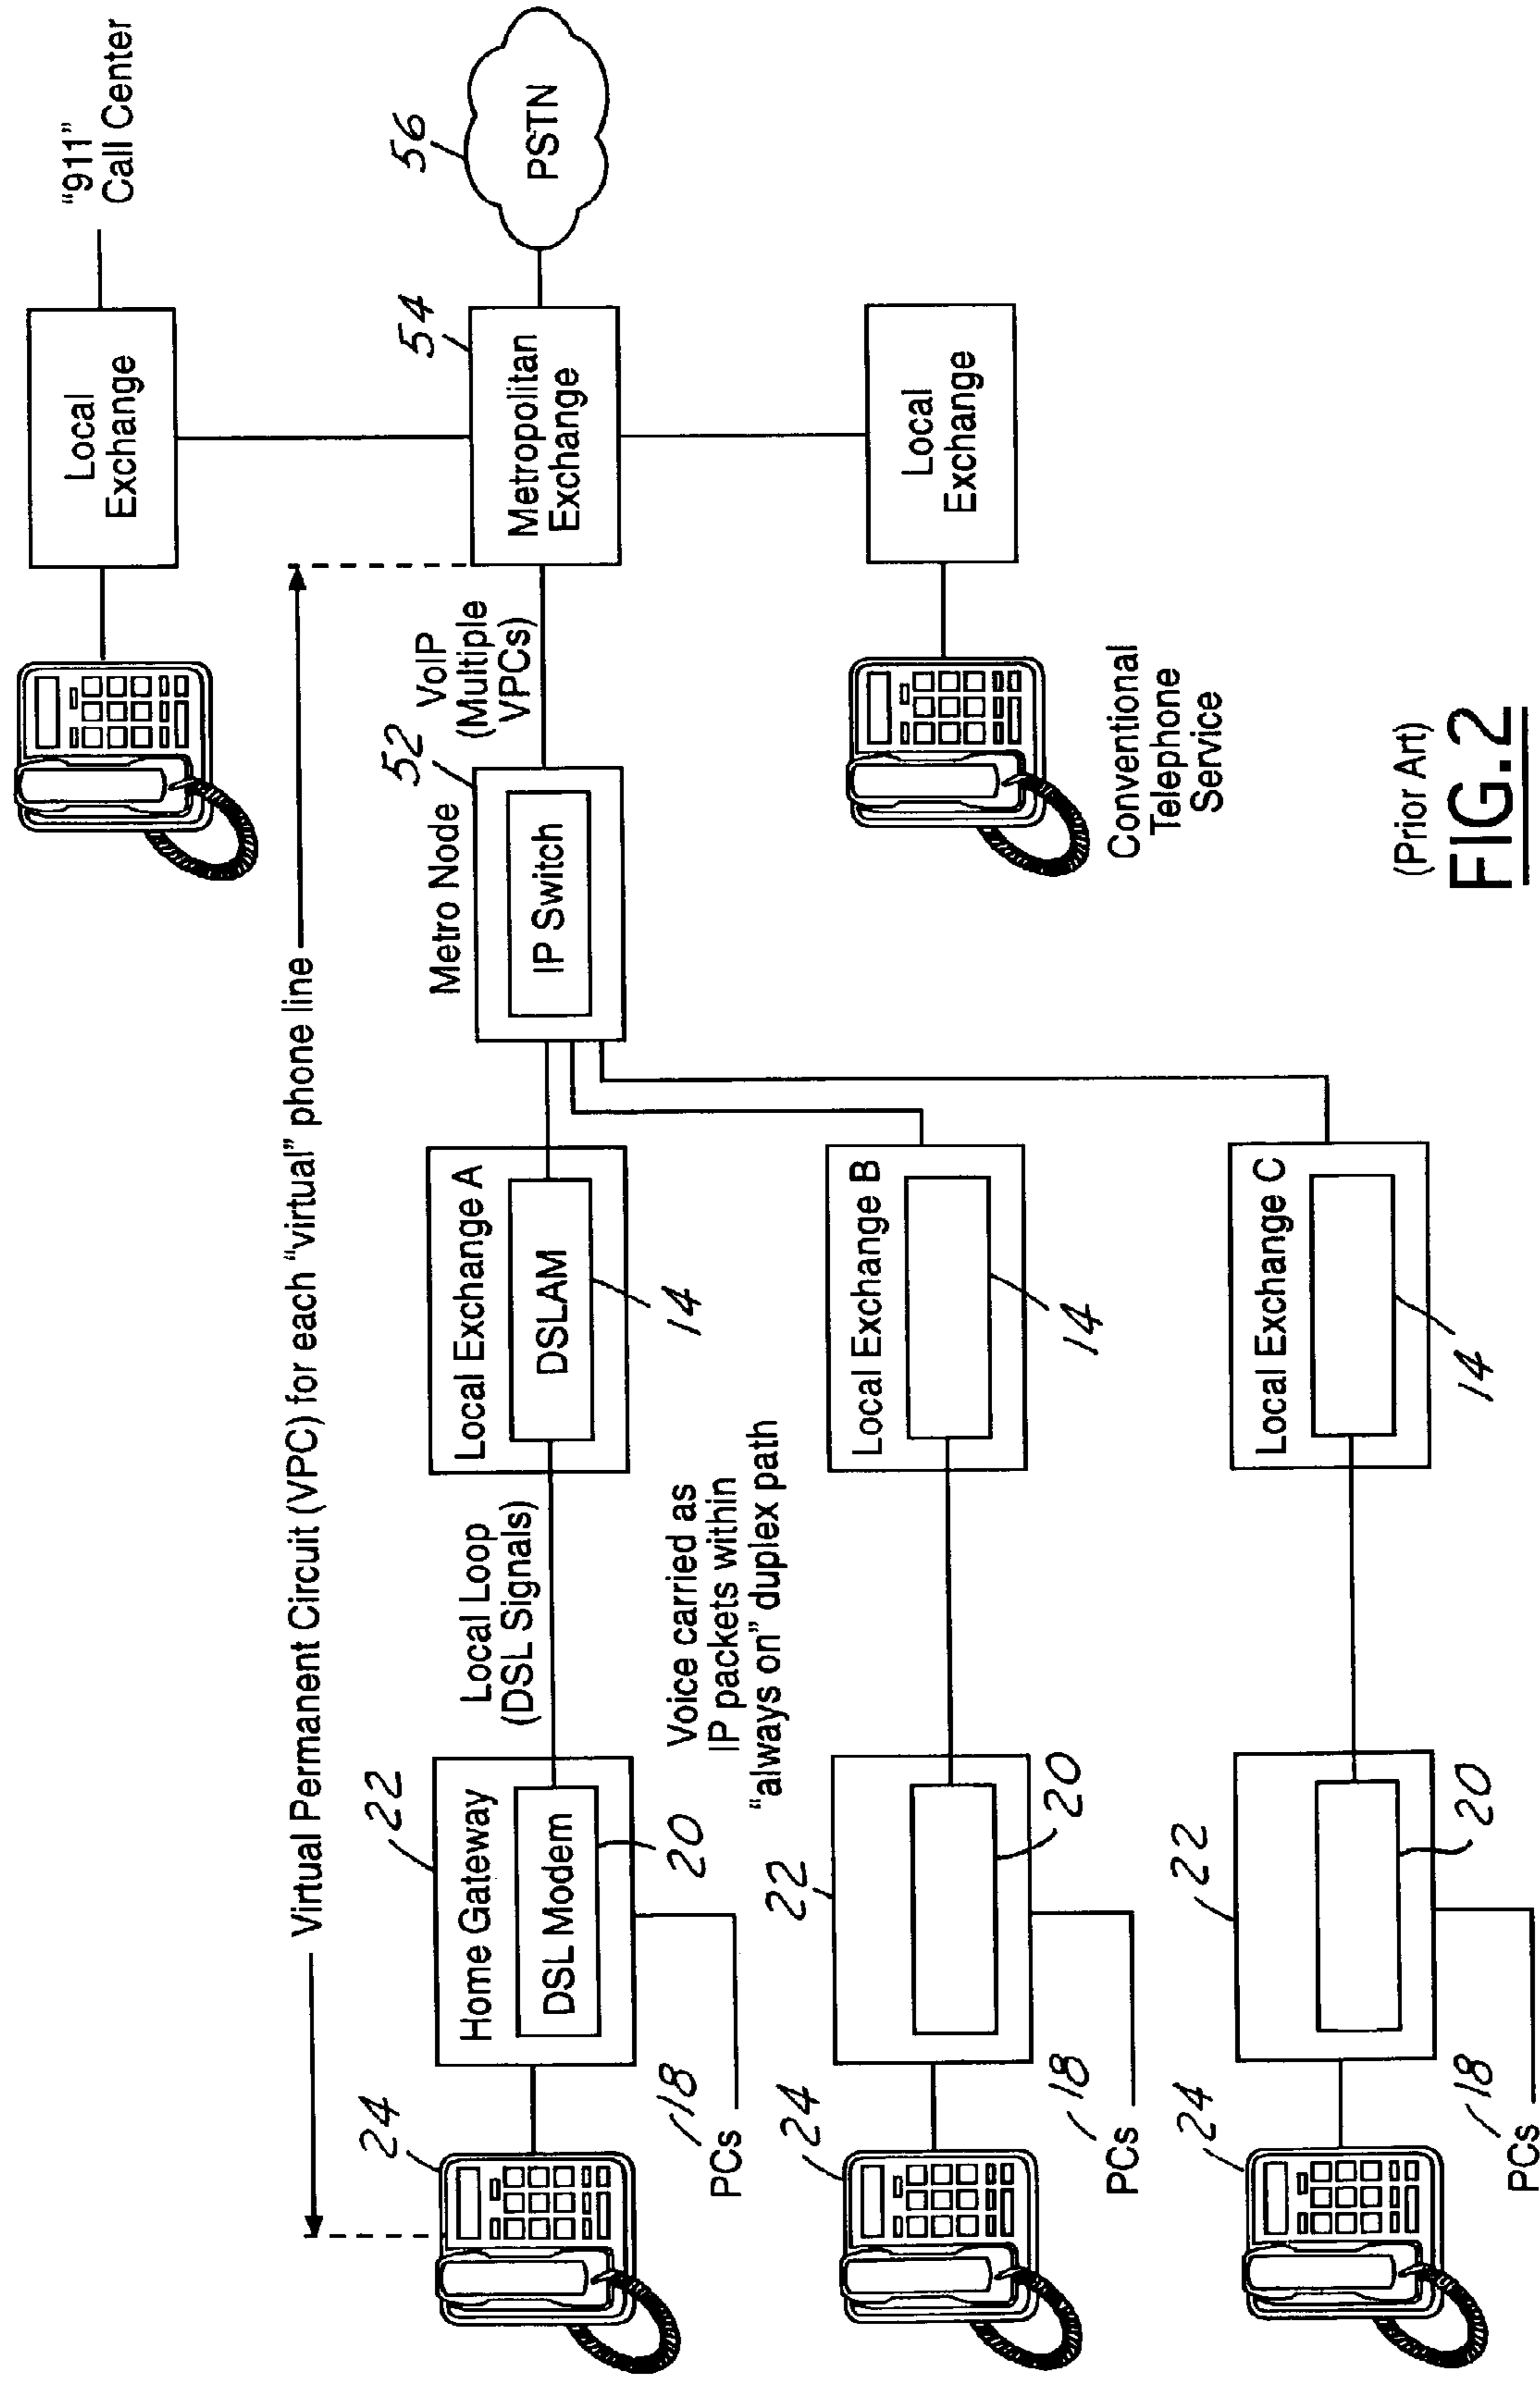 "911"
Call Center
Local
Exchange
56
PSTN
54
Metropolitan
Exchange
Local
Exchange
Virtual Permanent Circuit (VPC) for each "virtual" phone line
VoIP
(Multiple
VPCs)
52
Metro Node
IP Switch
Conventional
Telephone
Service
Local Exchange A
DSLAM
14
Local Exchange B
14
Local Exchange C
14
Local Loop
(DSL Signals)
Voice carried as
IP packets within
"always on" duplex path
22
Home Gateway
DSL Modem
20
22
20
22
20
24
18
PCs
24
18
PCs
24
18
PCs
(Prior Art)
FIG.2